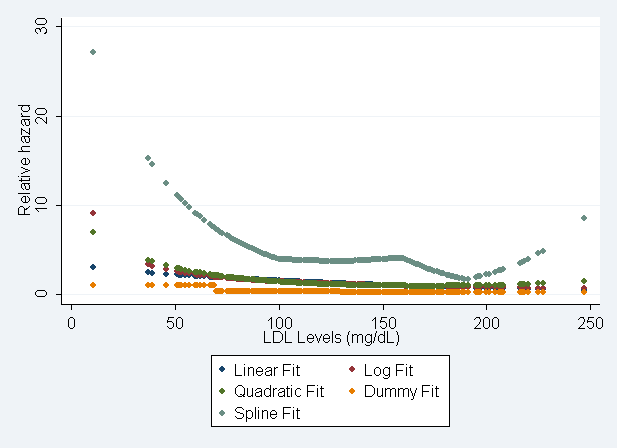 Relative hazard
30
20
10
0
0 50 100 150 200 250
LDL Levels (mg/dL)
Linear Fit Log Fit
Quadratic Fit Dummy Fit
Spline Fit